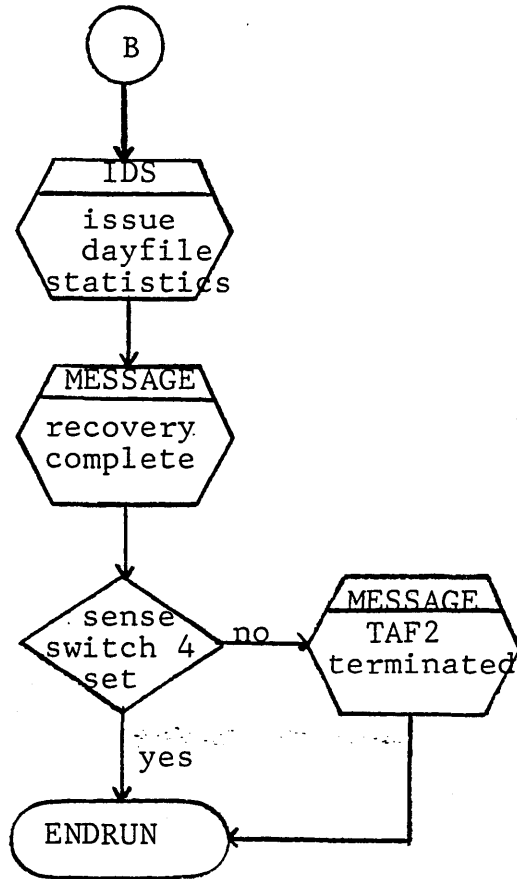 B
IDS
issue
dayfile
statistics
MESSAGE
recovery
complete
sense
switch 4
set
no
MESSAGE
TAF2
terminated
yes
ENDRUN